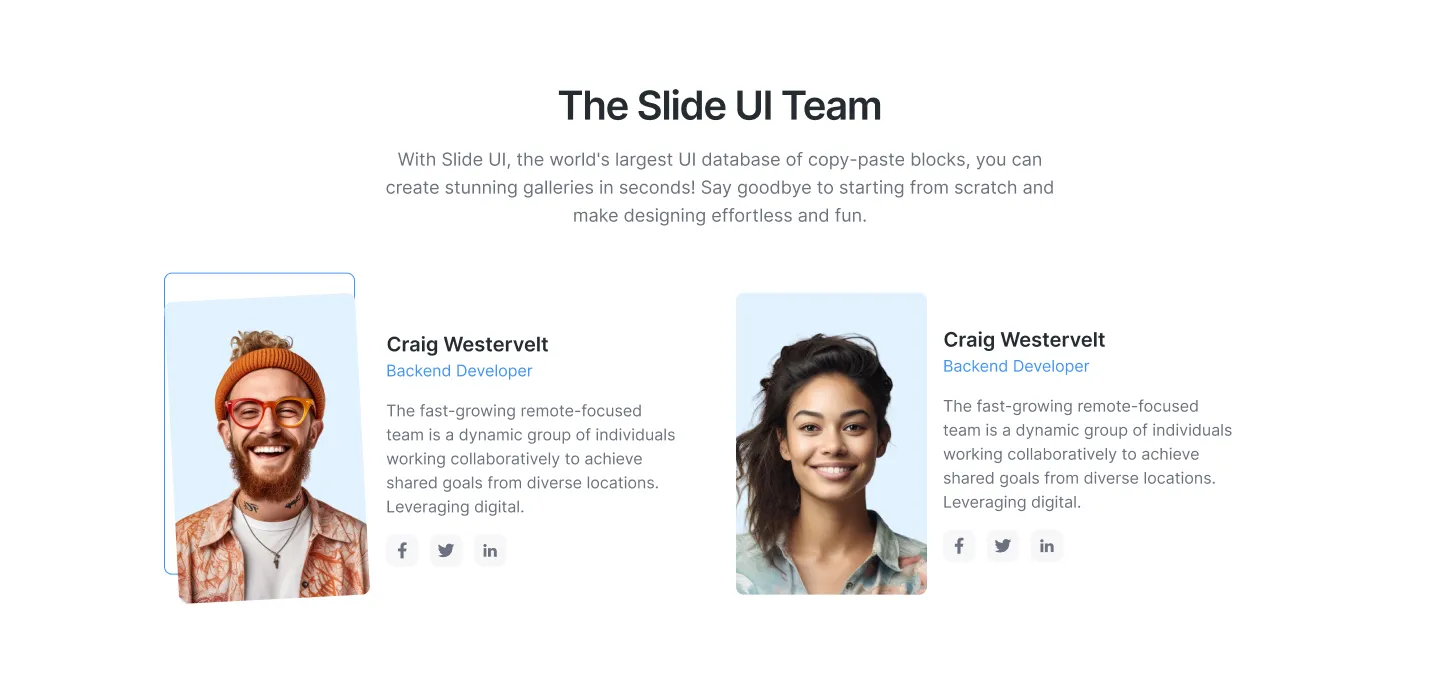 The Slide UI Team
With Slide UI, the world's largest UI database of copy-paste blocks, you can
create stunning galleries in seconds! Say goodbye to starting from scratch and
make designing effortless and fun.
Craig Westervelt
Backend Developer
The fast-growing remote-focused
team is a dynamic group of individuals
working collaboratively to achieve
shared goals from diverse locations.
Leveraging digital.
Craig Westervelt
Backend Developer
The fast-growing remote-focused
team is a dynamic group of individuals
working collaboratively to achieve
shared goals from diverse locations.
Leveraging digital.